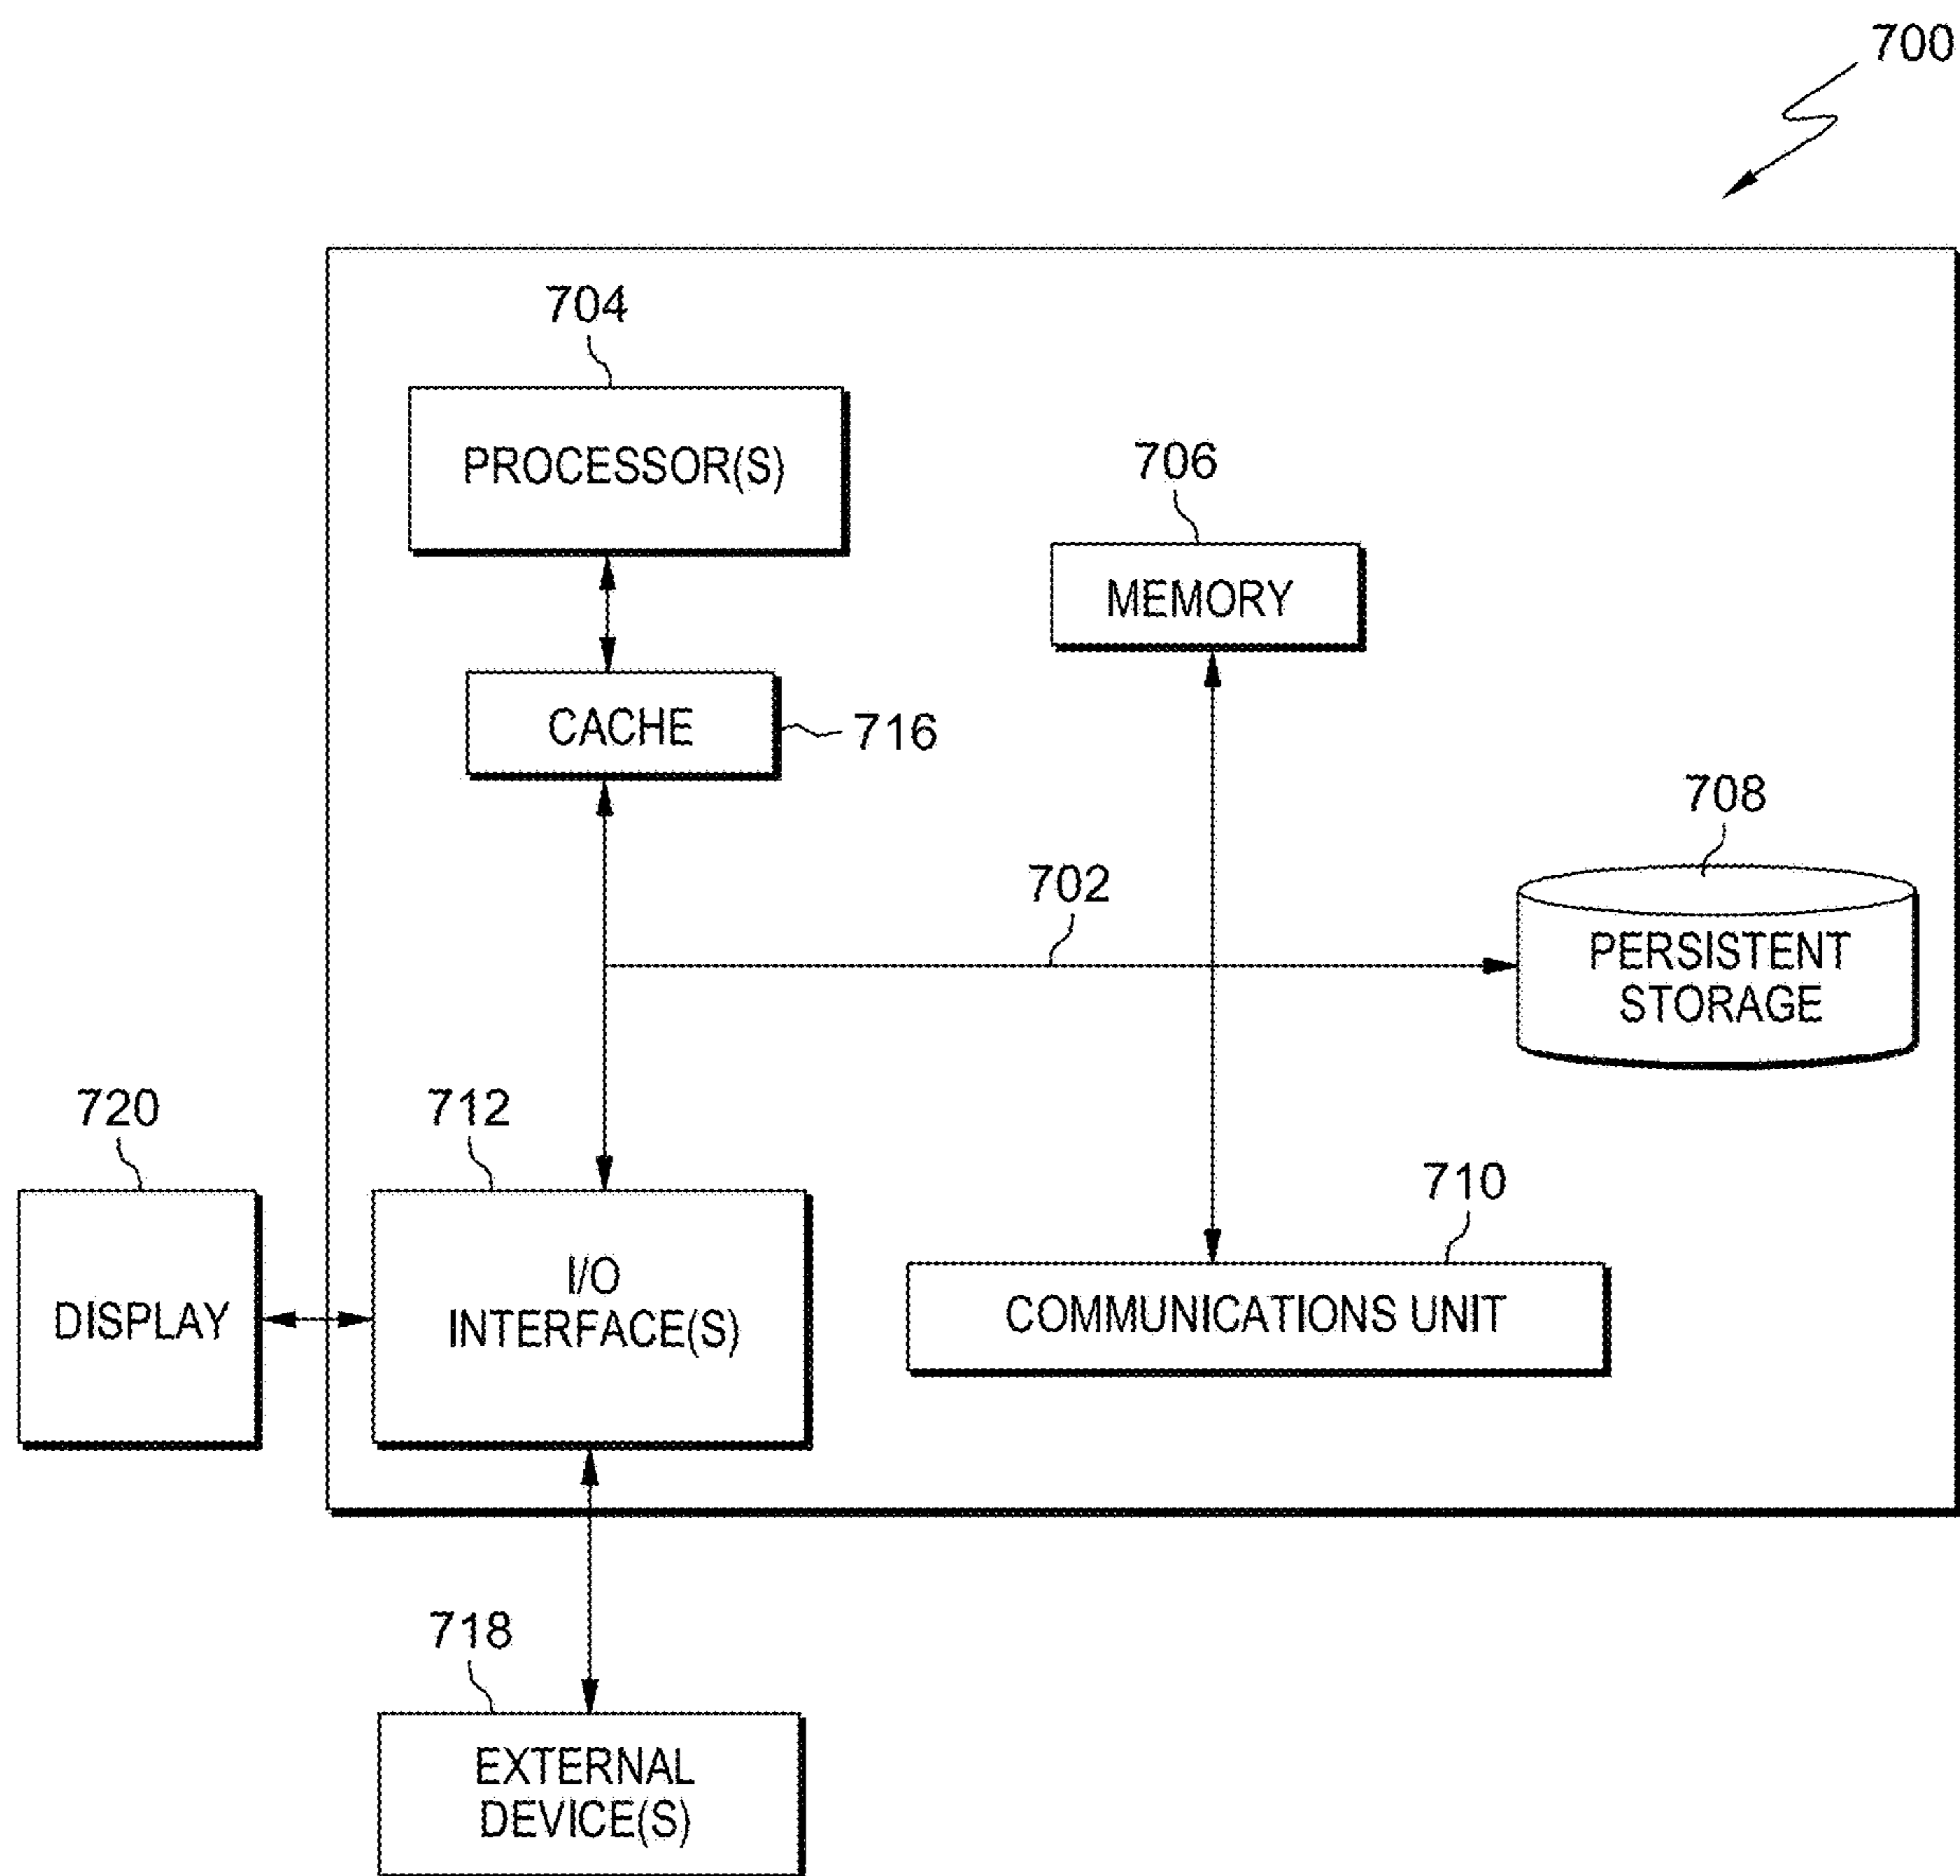 700
704
PROCESSOR(S)
706
MEMORY
CACHE
716
708
702
PERSISTENT
STORAGE
720
712
710
I/O
INTERFACE(S)
DISPLAY
COMMUNICATIONS UNIT
718
EXTERNAL
DEVICE(S)